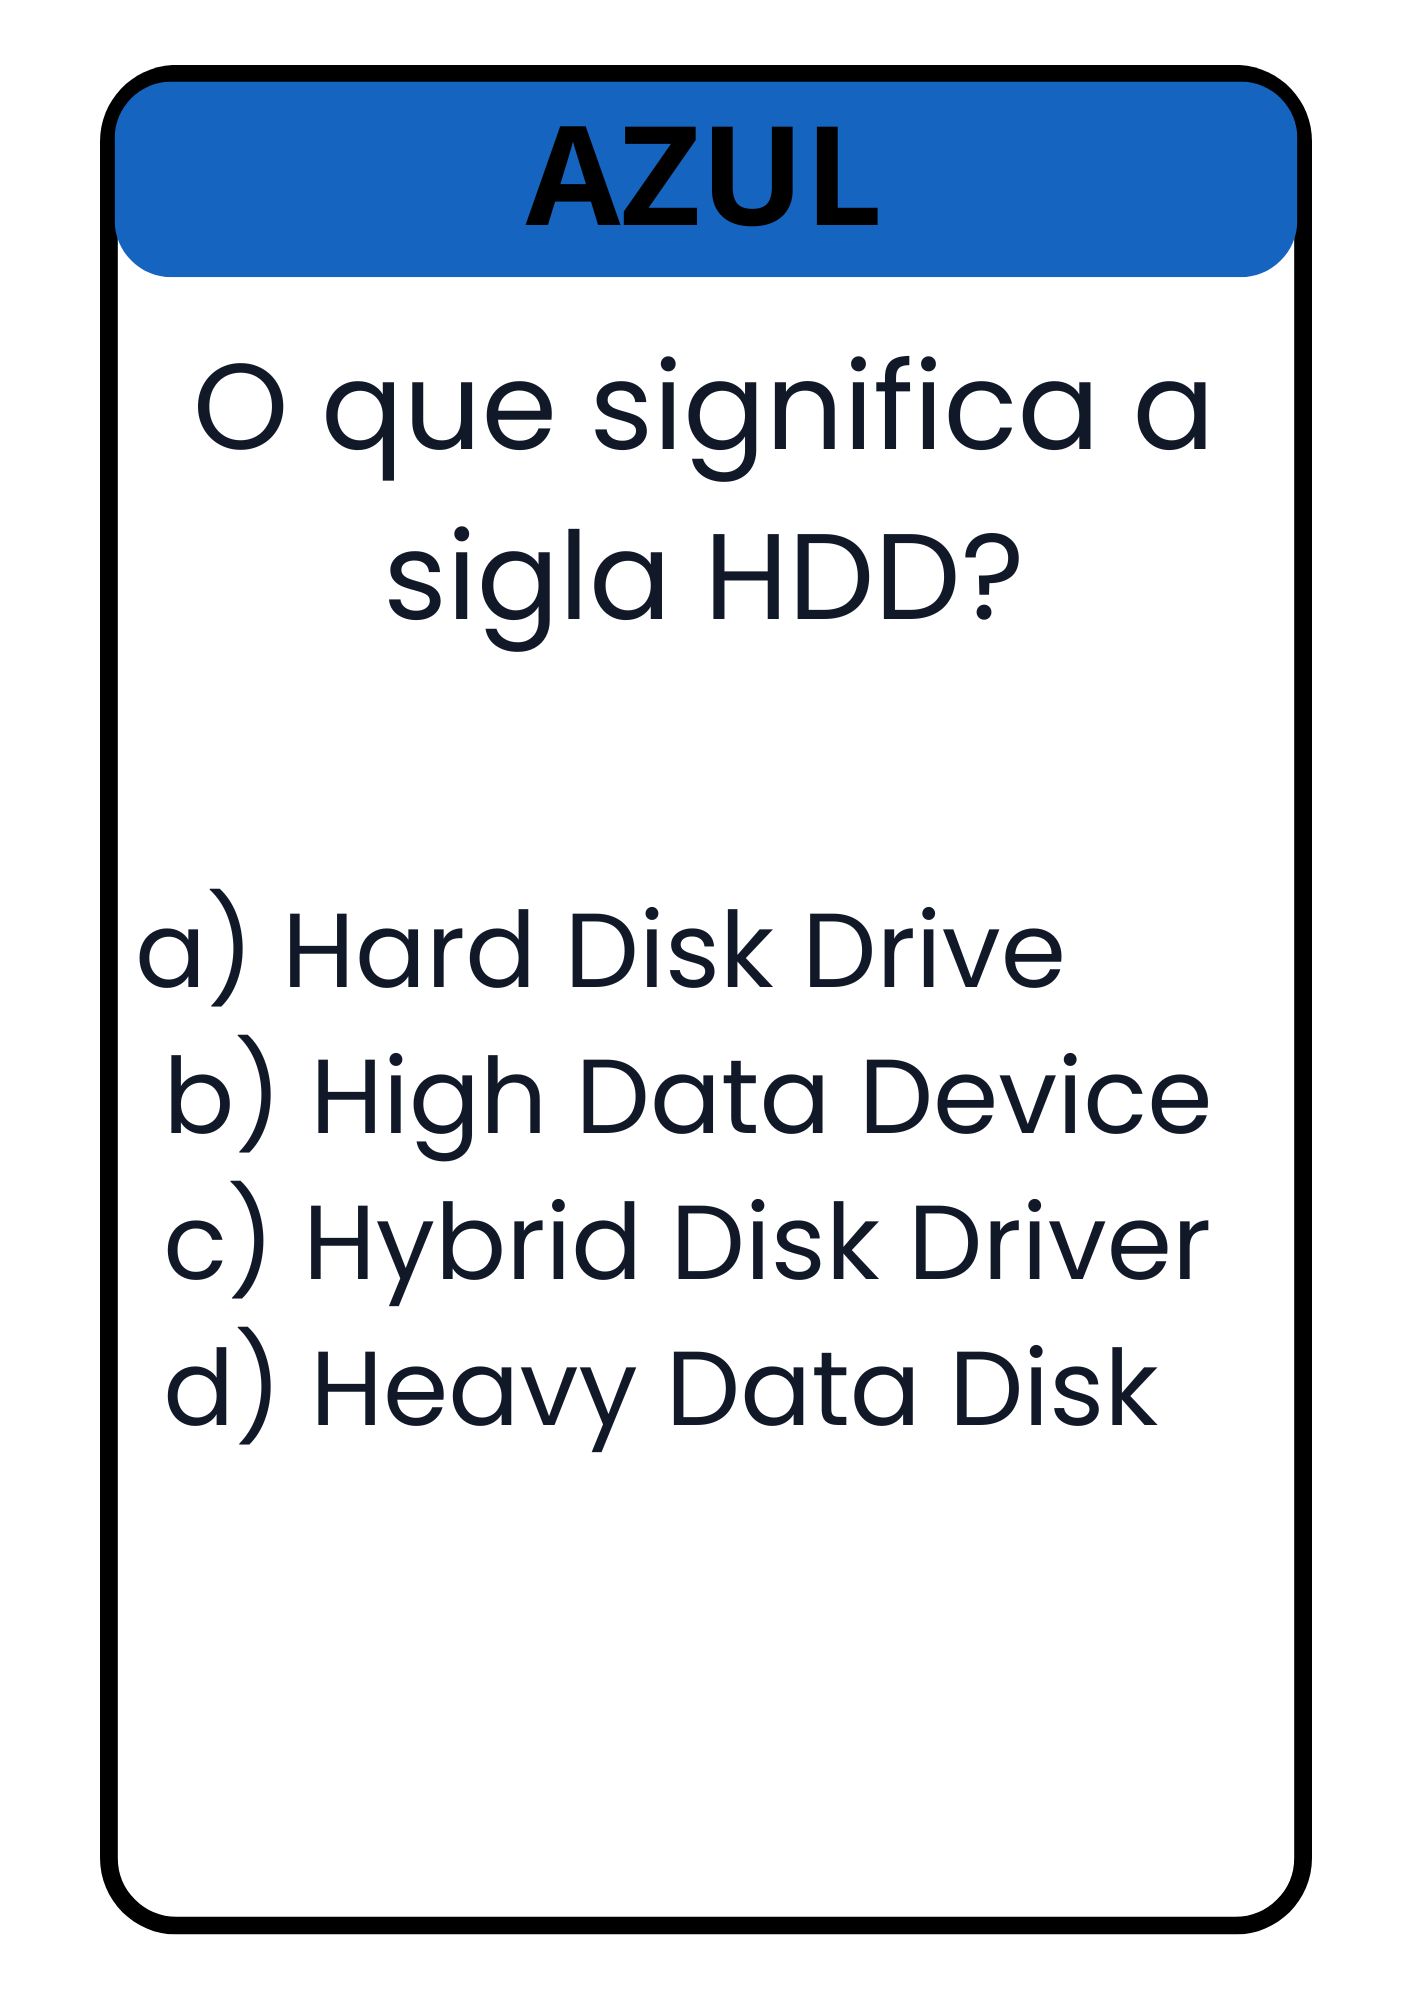 AZUL
O que significa a
sigla HDD?
a) Hard Disk Drive
b) High Data Device
c) Hybrid Disk Driver
d) Heavy Data Disk